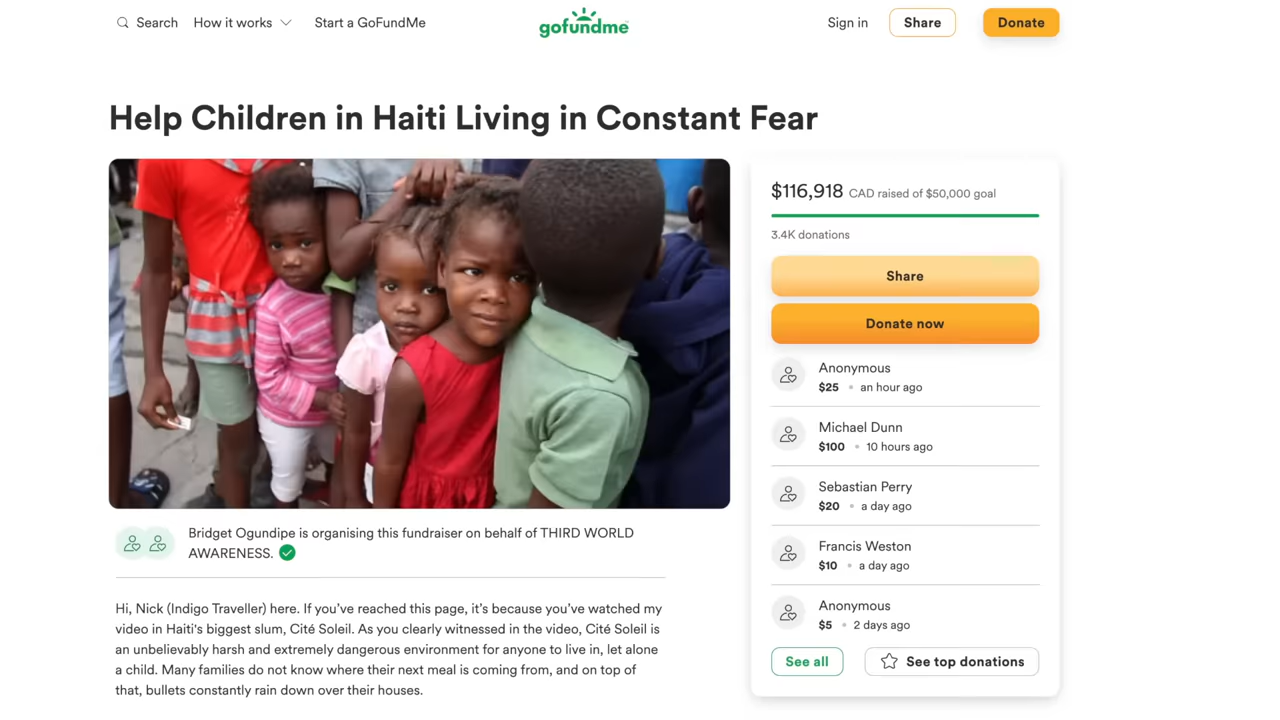 Search How it works Start a GoFundMe gofundme Sign in Share Donate
Help Children in Haiti Living in Constant Fear
$116,918 CAD raised of $50,000 goal
3.4K donations
Share
Donate now
Anonymous
$25 • an hour ago
Michael Dunn
$100 • 10 hours ago
Sebastian Perry
$20 • a day ago
Francis Weston
$10 • a day ago
Anonymous
$5 • 2 days ago
See all See top donations
Bridget Ogundipe is organising this fundraiser on behalf of THIRD WORLD
AWARENESS.
Hi, Nick (Indigo Traveller) here. If you’ve reached this page, it’s because you’ve watched my
video in Haiti's biggest slum, Cité Soleil. As you clearly witnessed in the video, Cité Soleil is
an unbelievably harsh and extremely dangerous environment for anyone to live in, let alone
a child. Many families do not know where their next meal is coming from, and on top of
that, bullets constantly rain down over their houses.